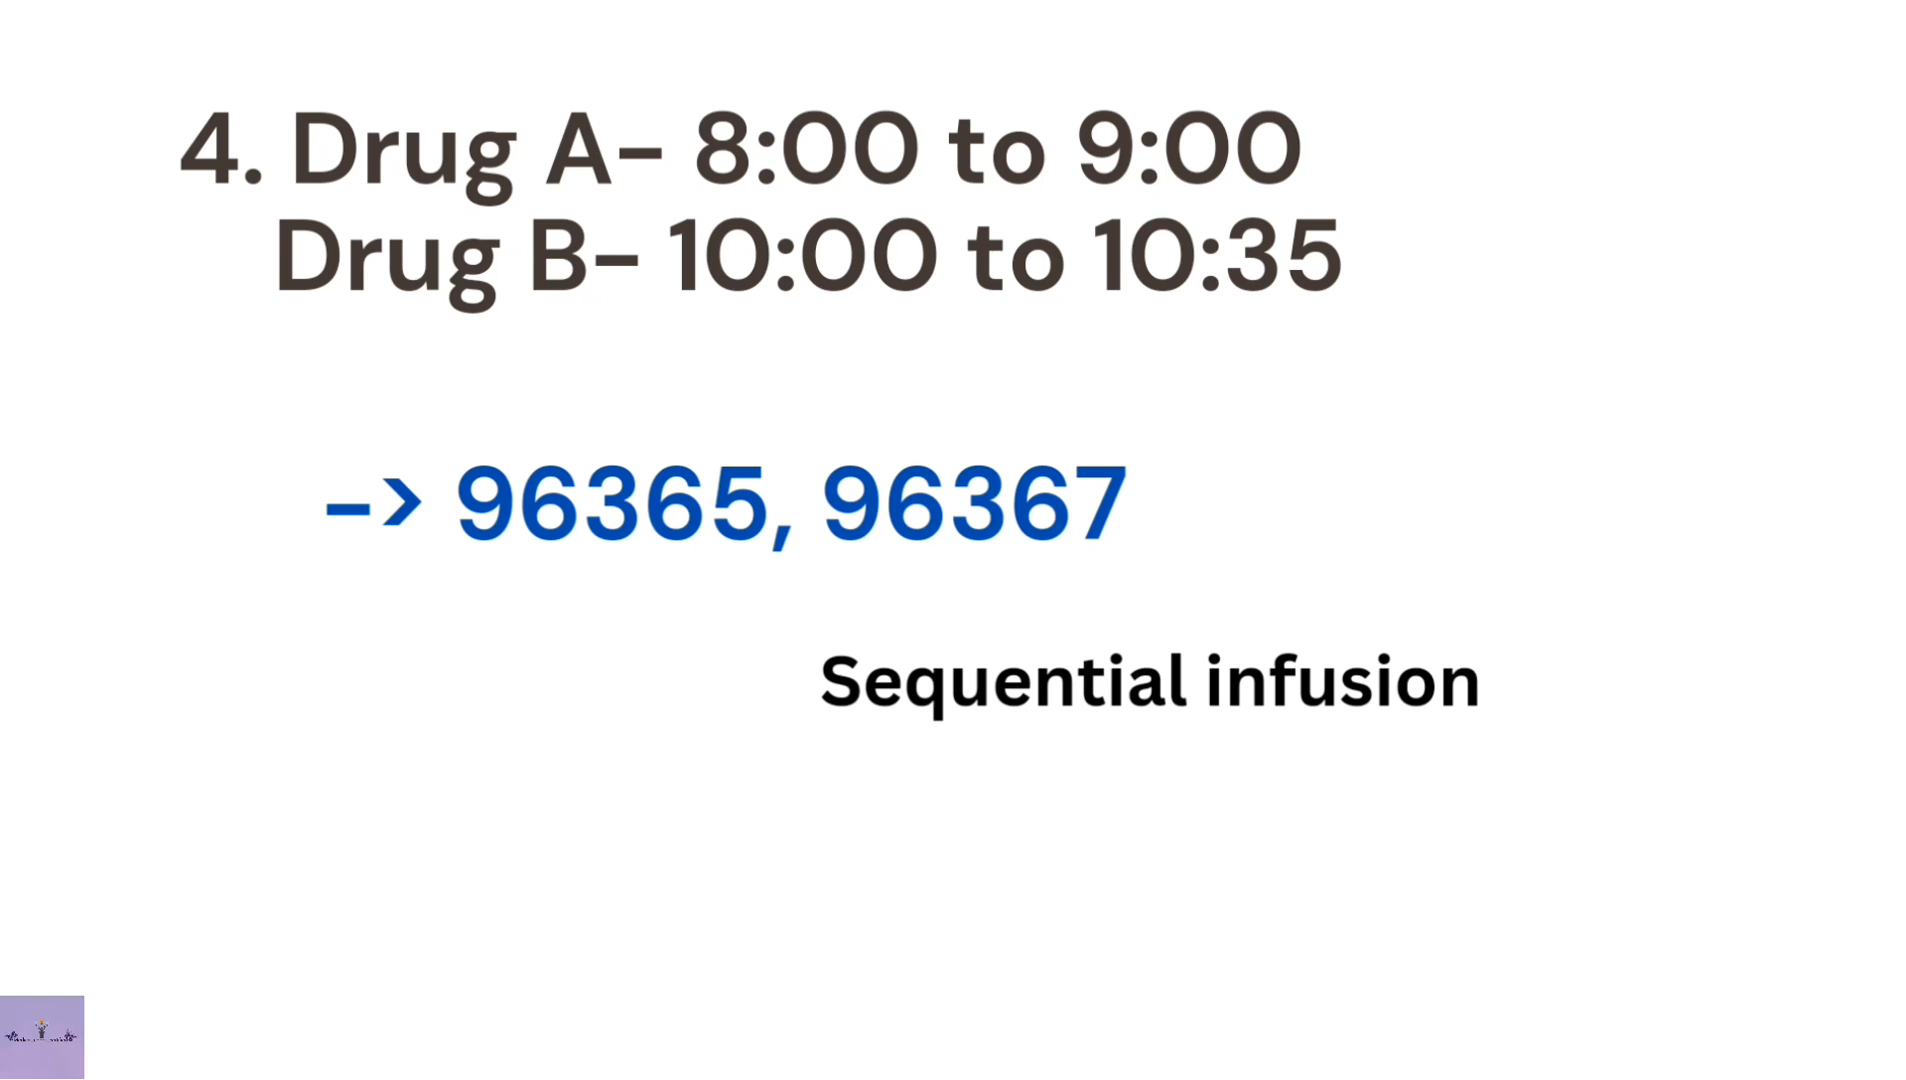 4. Drug A- 8:00 to 9:00
Drug B- 10:00 to 10:35
-> 96365, 96367
Sequential infusion